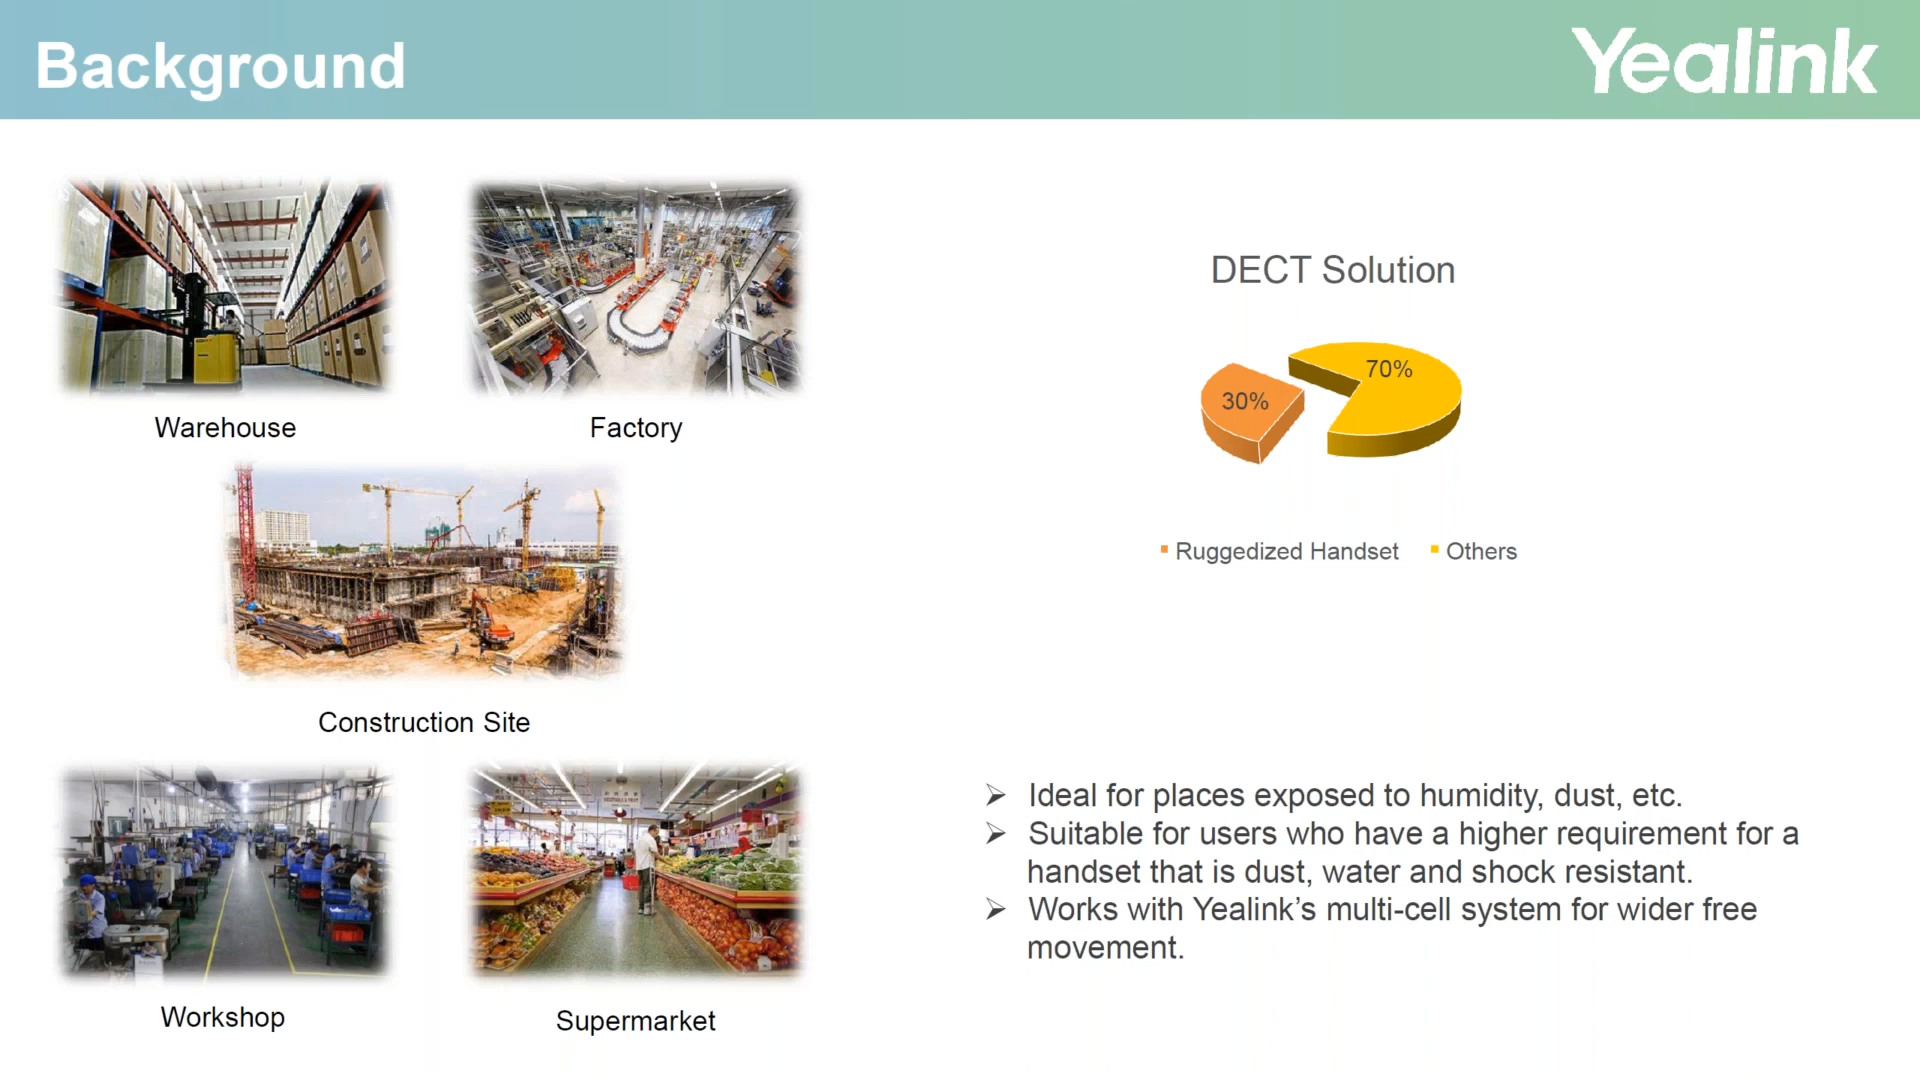 Background
Yealink
Warehouse
Factory
Construction Site
Workshop
Supermarket
DECT Solution
30%
70%
Ruggedized Handset
Others
➢ Ideal for places exposed to humidity, dust, etc.
➢ Suitable for users who have a higher requirement for a
handset that is dust, water and shock resistant.
➢ Works with Yealink’s multi-cell system for wider free
movement.